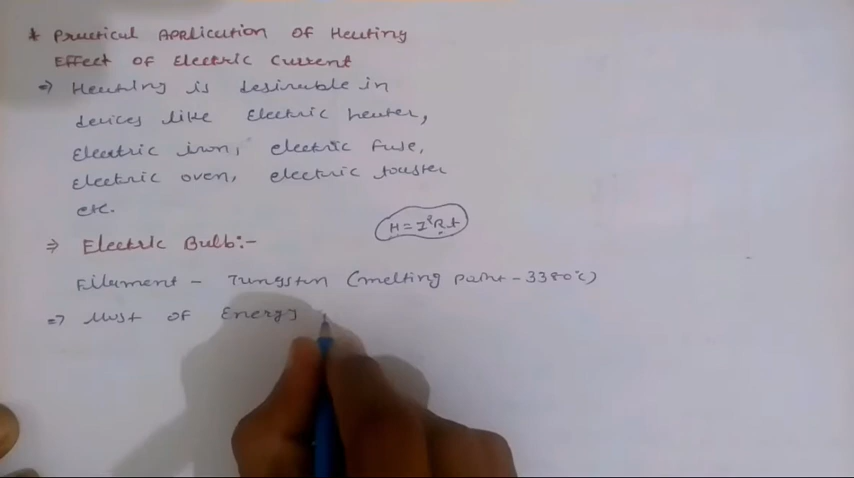 * Practical Application of Heating
Effect of Electric Current
⇒ Heating is desirable in
devices like Electric heater,
Electric iron, electric fuse,
electric oven, electric toaster
etc.
H = I²Rt
⇒ Electric Bulb:-
Filament - Tungsten (melting point - 3380°C)
⇒ Most of Energy